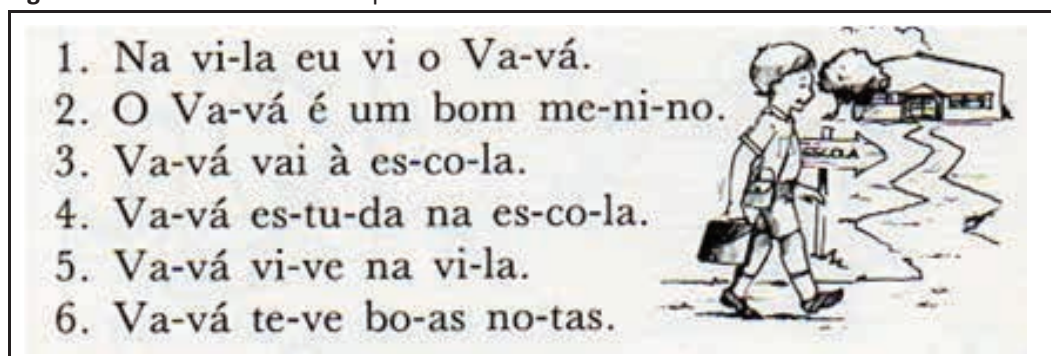 1. Na vi-la eu vi o Va-vá.
2. O Va-vá é um bom me-ni-no.
3. Va-vá vai à es-co-la.
ESCOLA
4. Va-vá es-tu-da na es-co-la.
5. Va-vá vi-ve na vi-la.
6. Va-vá te-ve bo-as no-tas.